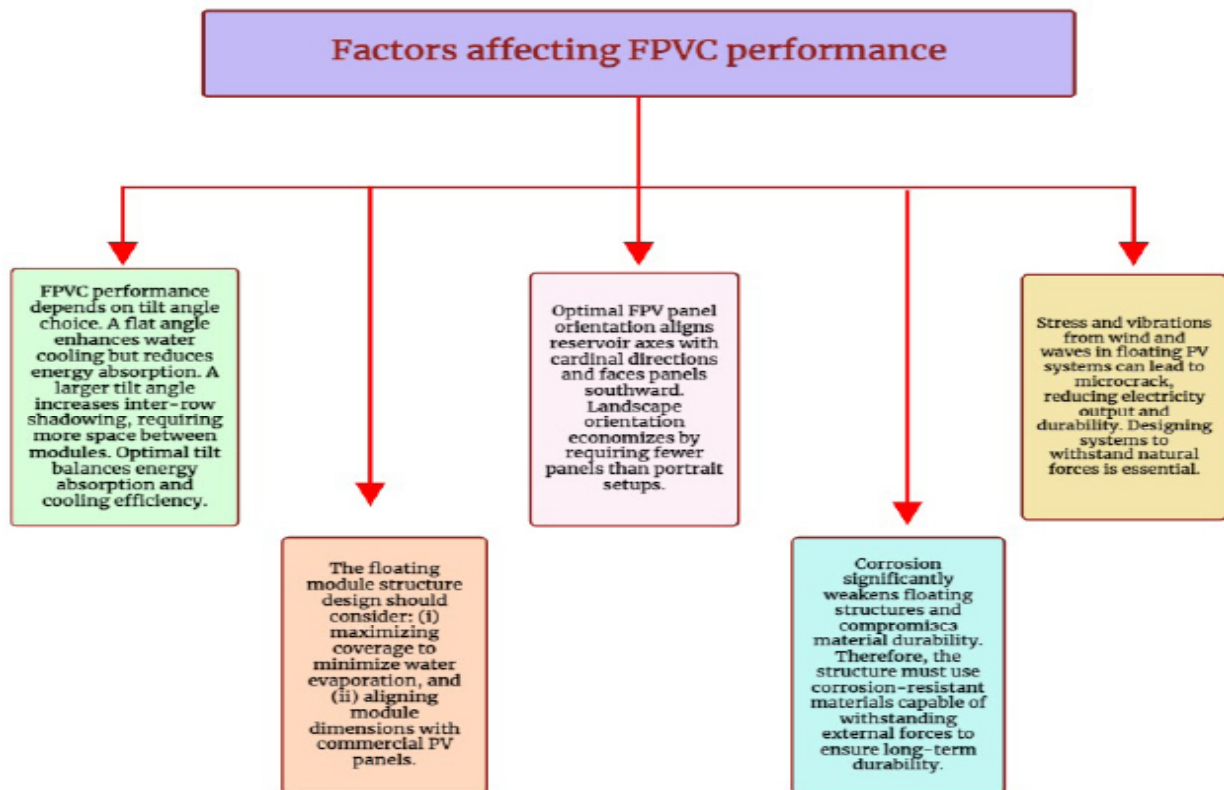 Factors affecting FPVC performance
FPVC performance
depends on tilt angle
choice. A flat angle
enhances water
cooling but reduces
energy absorption. A
larger tilt angle
increases inter-row
shadowing, requiring
more space between
modules. Optimal tilt
balances energy
absorption and
cooling efficiency.
The floating
module structure
design should
consider: (i)
maximizing
coverage to
minimize water
evaporation, and
(ii) aligning
module
dimensions with
commercial PV
panels.
Optimal FPV panel
orientation aligns
reservoir axes with
cardinal directions
and faces panels
southward.
Landscape
orientation
economizes by
requiring fewer
panels than portrait
setups.
Corrosion
significantly
weakens floating
structures and
compromises
material durability.
Therefore, the
structure must use
corrosion-resistant
materials capable of
withstanding
external forces to
ensure long-term
durability.
Stress and vibrations
from wind and
waves in floating PV
systems can lead to
microcrack,
reducing electricity
output and
durability. Designing
systems to
withstand natural
forces is essential.